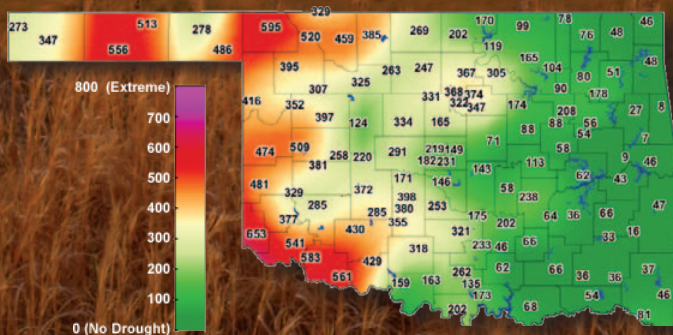 329
273 347 513 556 278 486 595 520 459 385 269 202 170 119 99 78 76 48 46
395 307 325 263 247 367 305 165 104 80 51 48
800 (Extreme)
416 352 397 124 331 368 374 322 347 174 90 178 208 27 8
700
334 165 88 88 56 54 7
600
474 509 381 258 220 291 219 149 182 231 71 143 113 58 9 46
500
481 329 285 372 171 146 58 238 62 43
400
377 285 398 380 355 253 175 202 64 36 66 47
300
653 541 430 318 321 233 46 66 33 16
200
583 561 429 262 62 66 36 36 37
100
159 163 135 173 202 68 54 46
0 (No Drought)
81